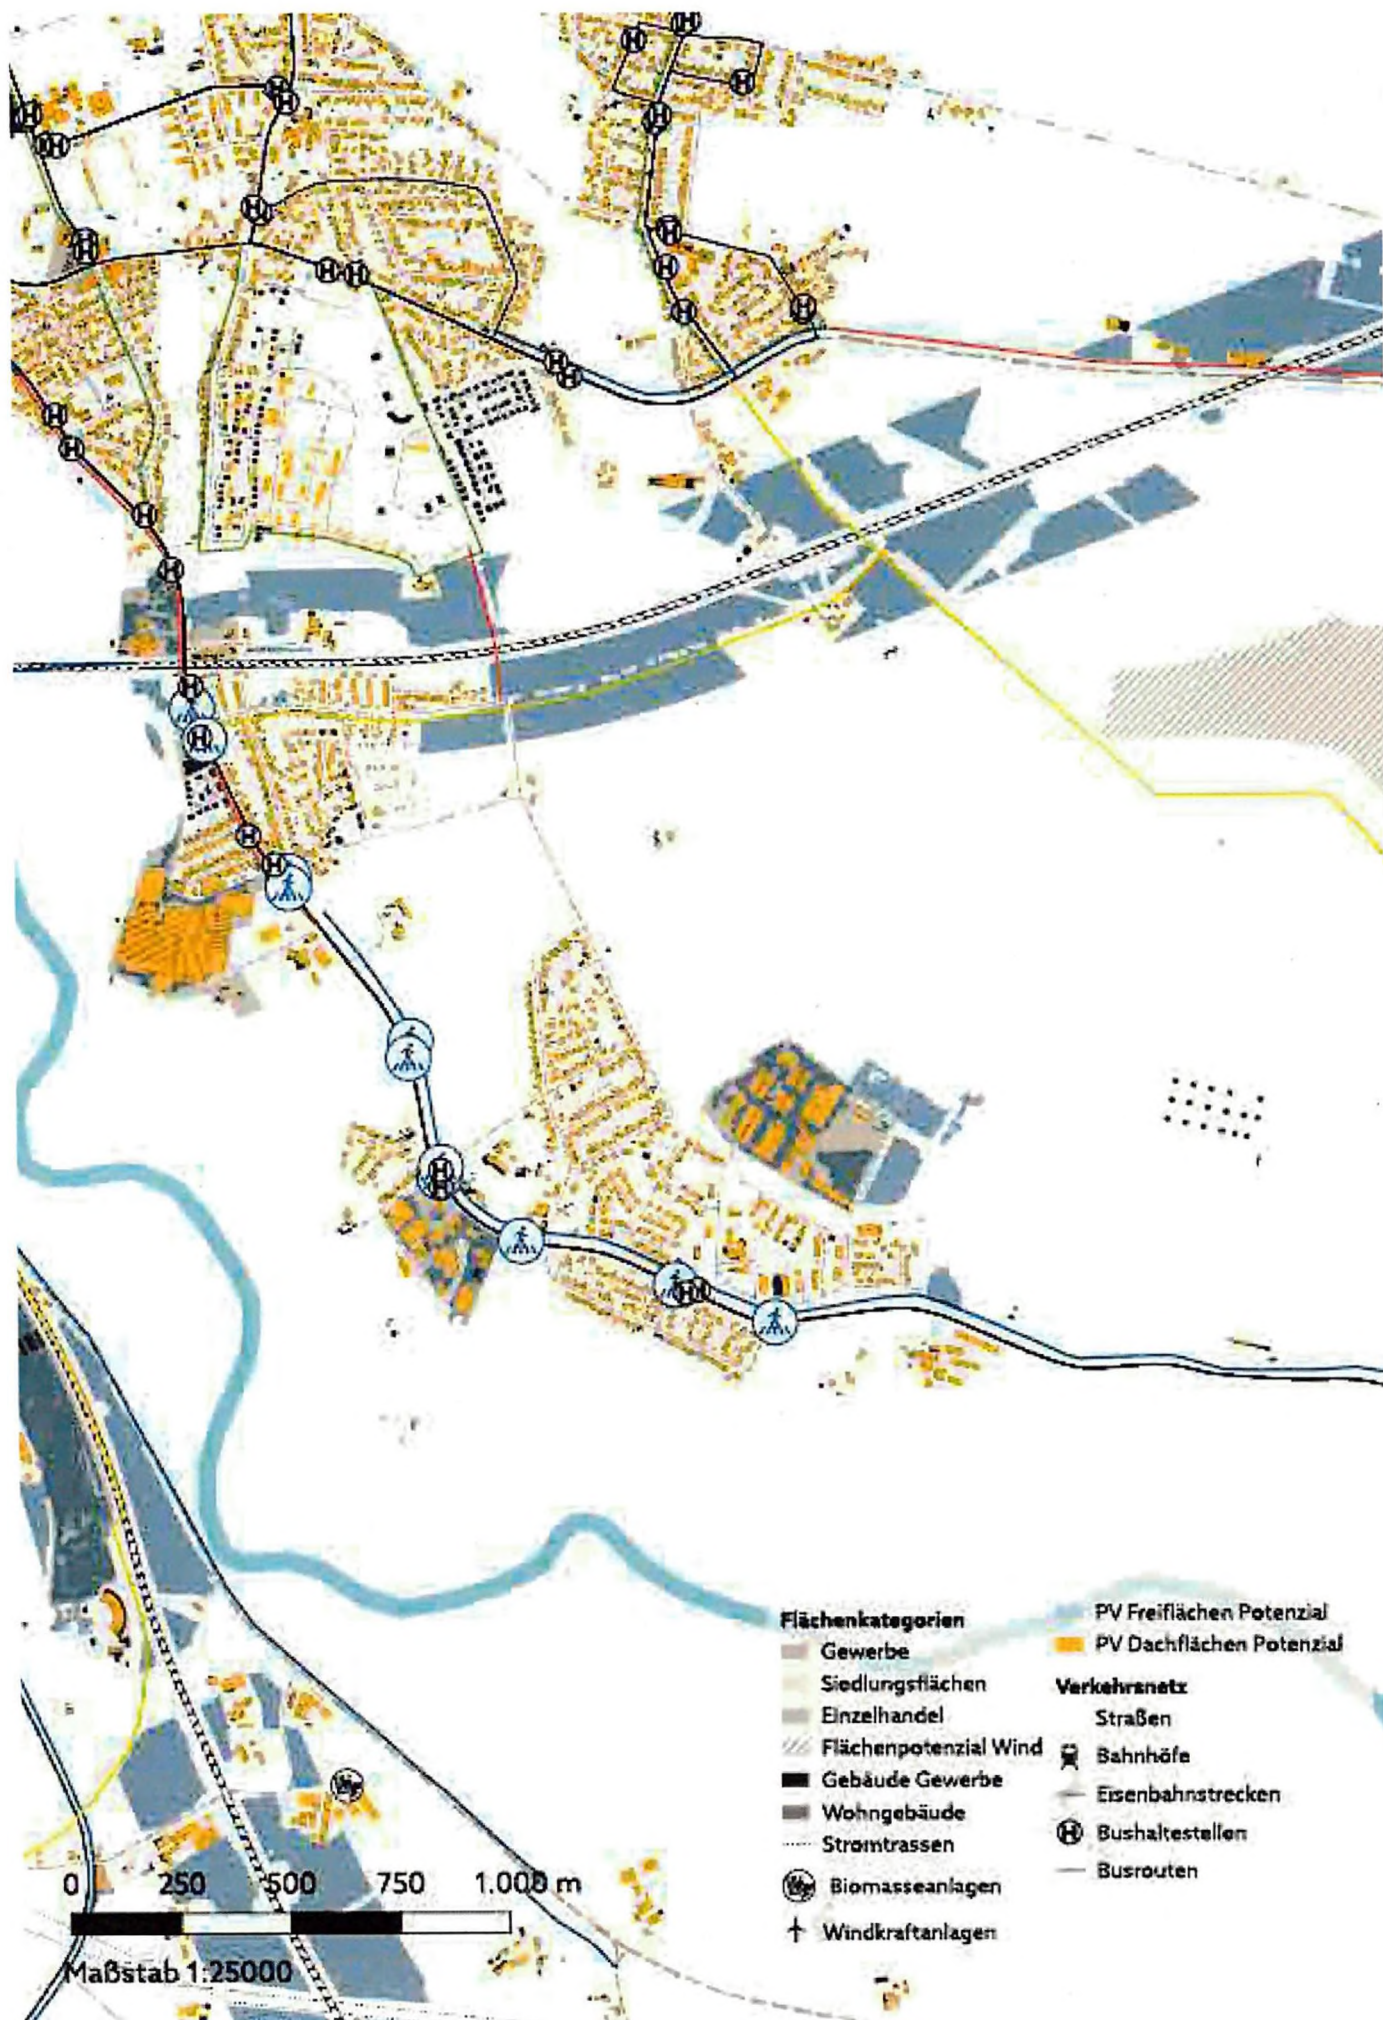 Flächenkategorien
Gewerbe
Siedlungsflächen
Einzelhandel
Flächenpotenzial Wind
Gebäude Gewerbe
Wohngebäude
Stromtrassen
Biomasseanlagen
Windkraftanlagen
PV Freiflächen Potenzial
PV Dachflächen Potenzial
Verkehrsnetz
Straßen
Bahnhöfe
Eisenbahnstrecken
Bushaltestellen
Busrouten
0 250 500 750 1.000 m
Maßstab 1:25000